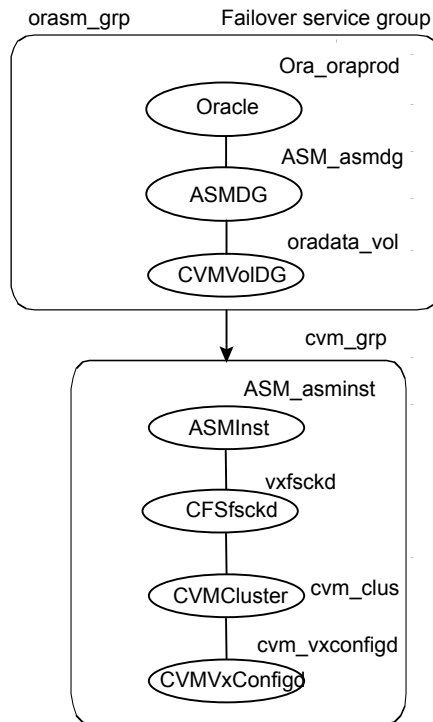 orasm_grp Failover service group
Ora_oraprod
Oracle
ASM_asmdg
ASMDG
oradata_vol
CVMVolDG
cvm_grp
ASM_asminst
ASMInst
vxfsckd
CFSfsckd
CVMCluster cvm_clus
cvm_vxconfigd
CVMVxConfigd